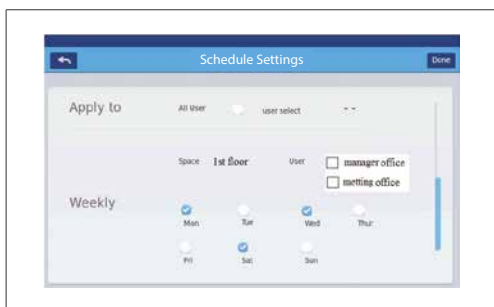 Schedule Settings Done
Apply to All User user select --
Space 1st floor User manager office
metting office
Weekly
Mon Tue Wed Thur
Fri Sat Sun